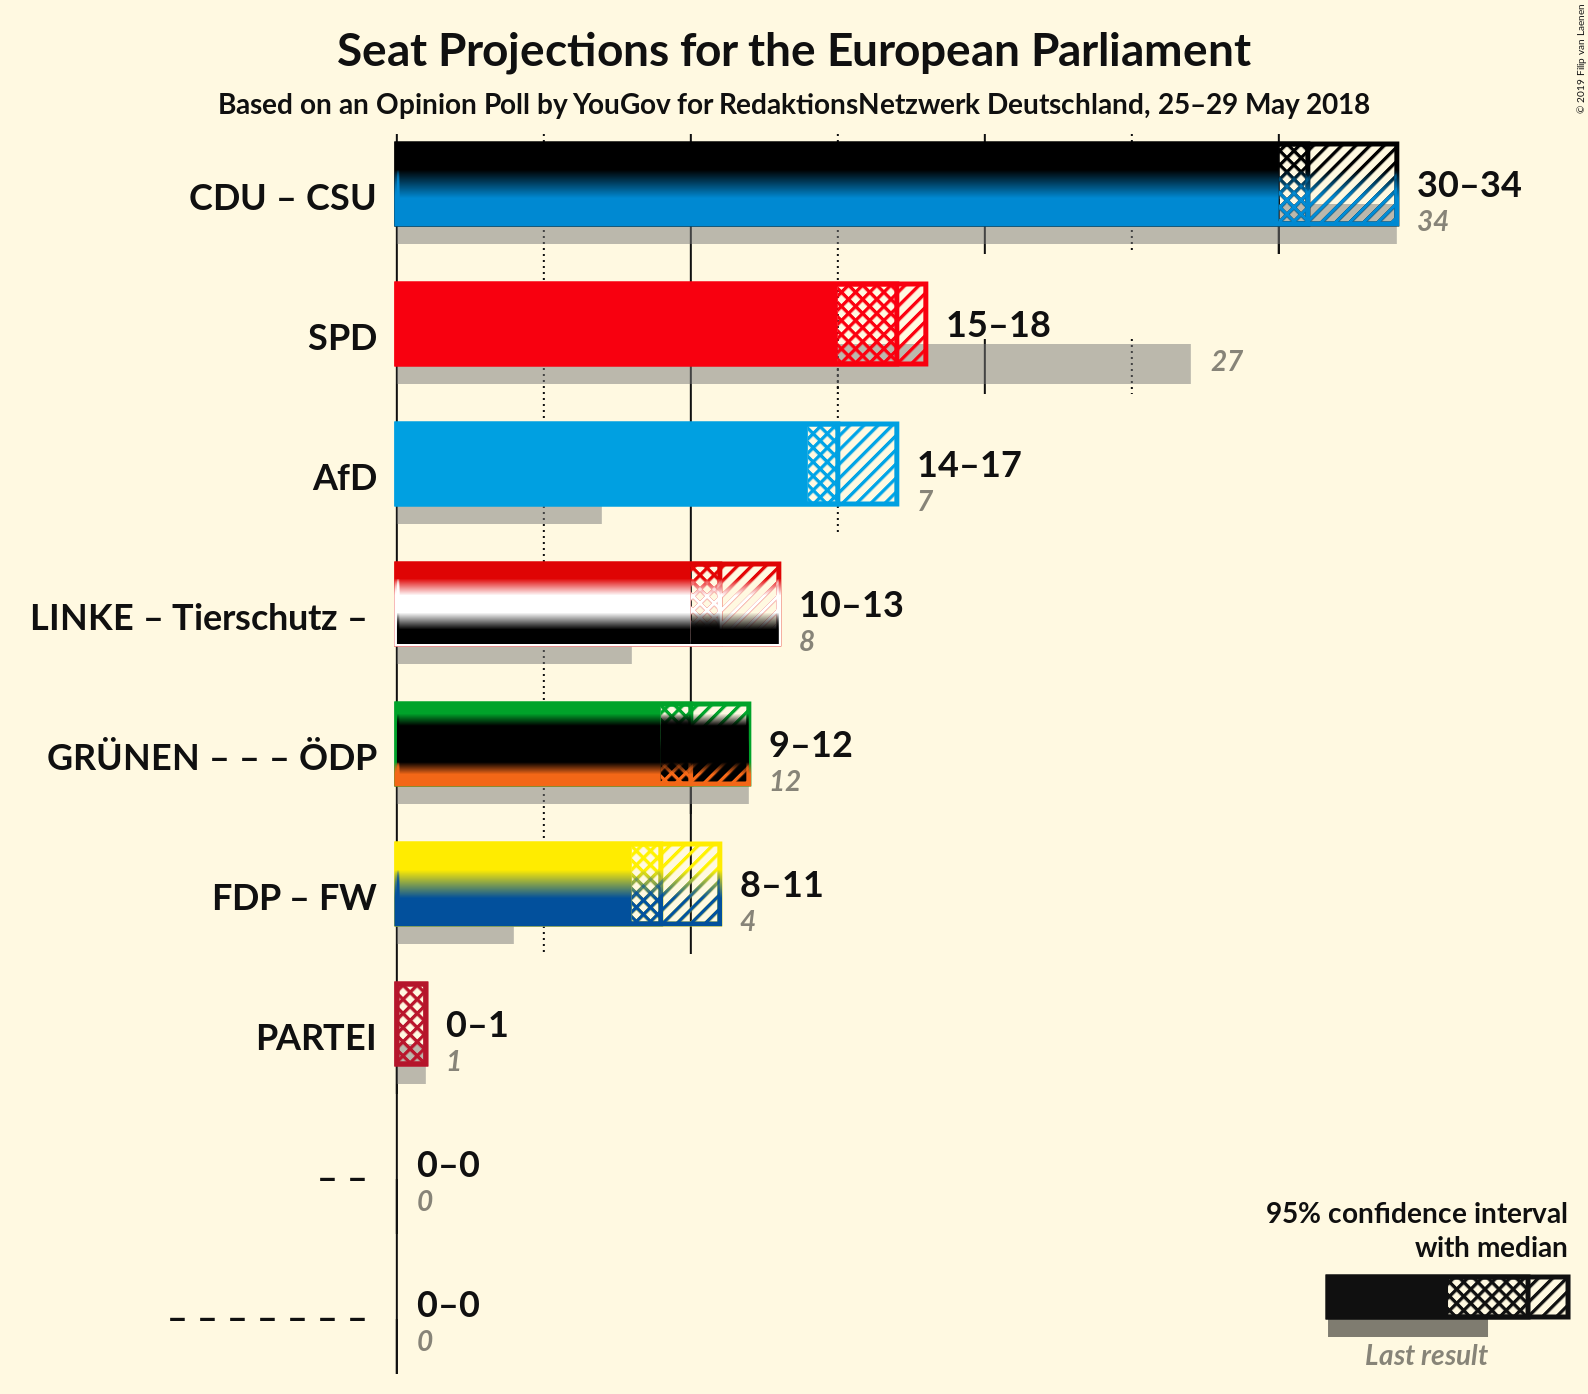 Seat Projections for the European Parliament
Based on an Opinion Poll by YouGov for RedaktionsNetzwerk Deutschland, 25–29 May 2018
© 2019 Filip van Laenen
CDU – CSU
30–34
34
SPD
15–18
27
AfD
14–17
7
LINKE – Tierschutz –
10–13
8
GRÜNEN – – – ÖDP
9–12
12
FDP – FW
8–11
4
PARTEI
0–1
1
– –
0–0
0
– – – – – – –
0–0
0
95% confidence interval
with median
Last result